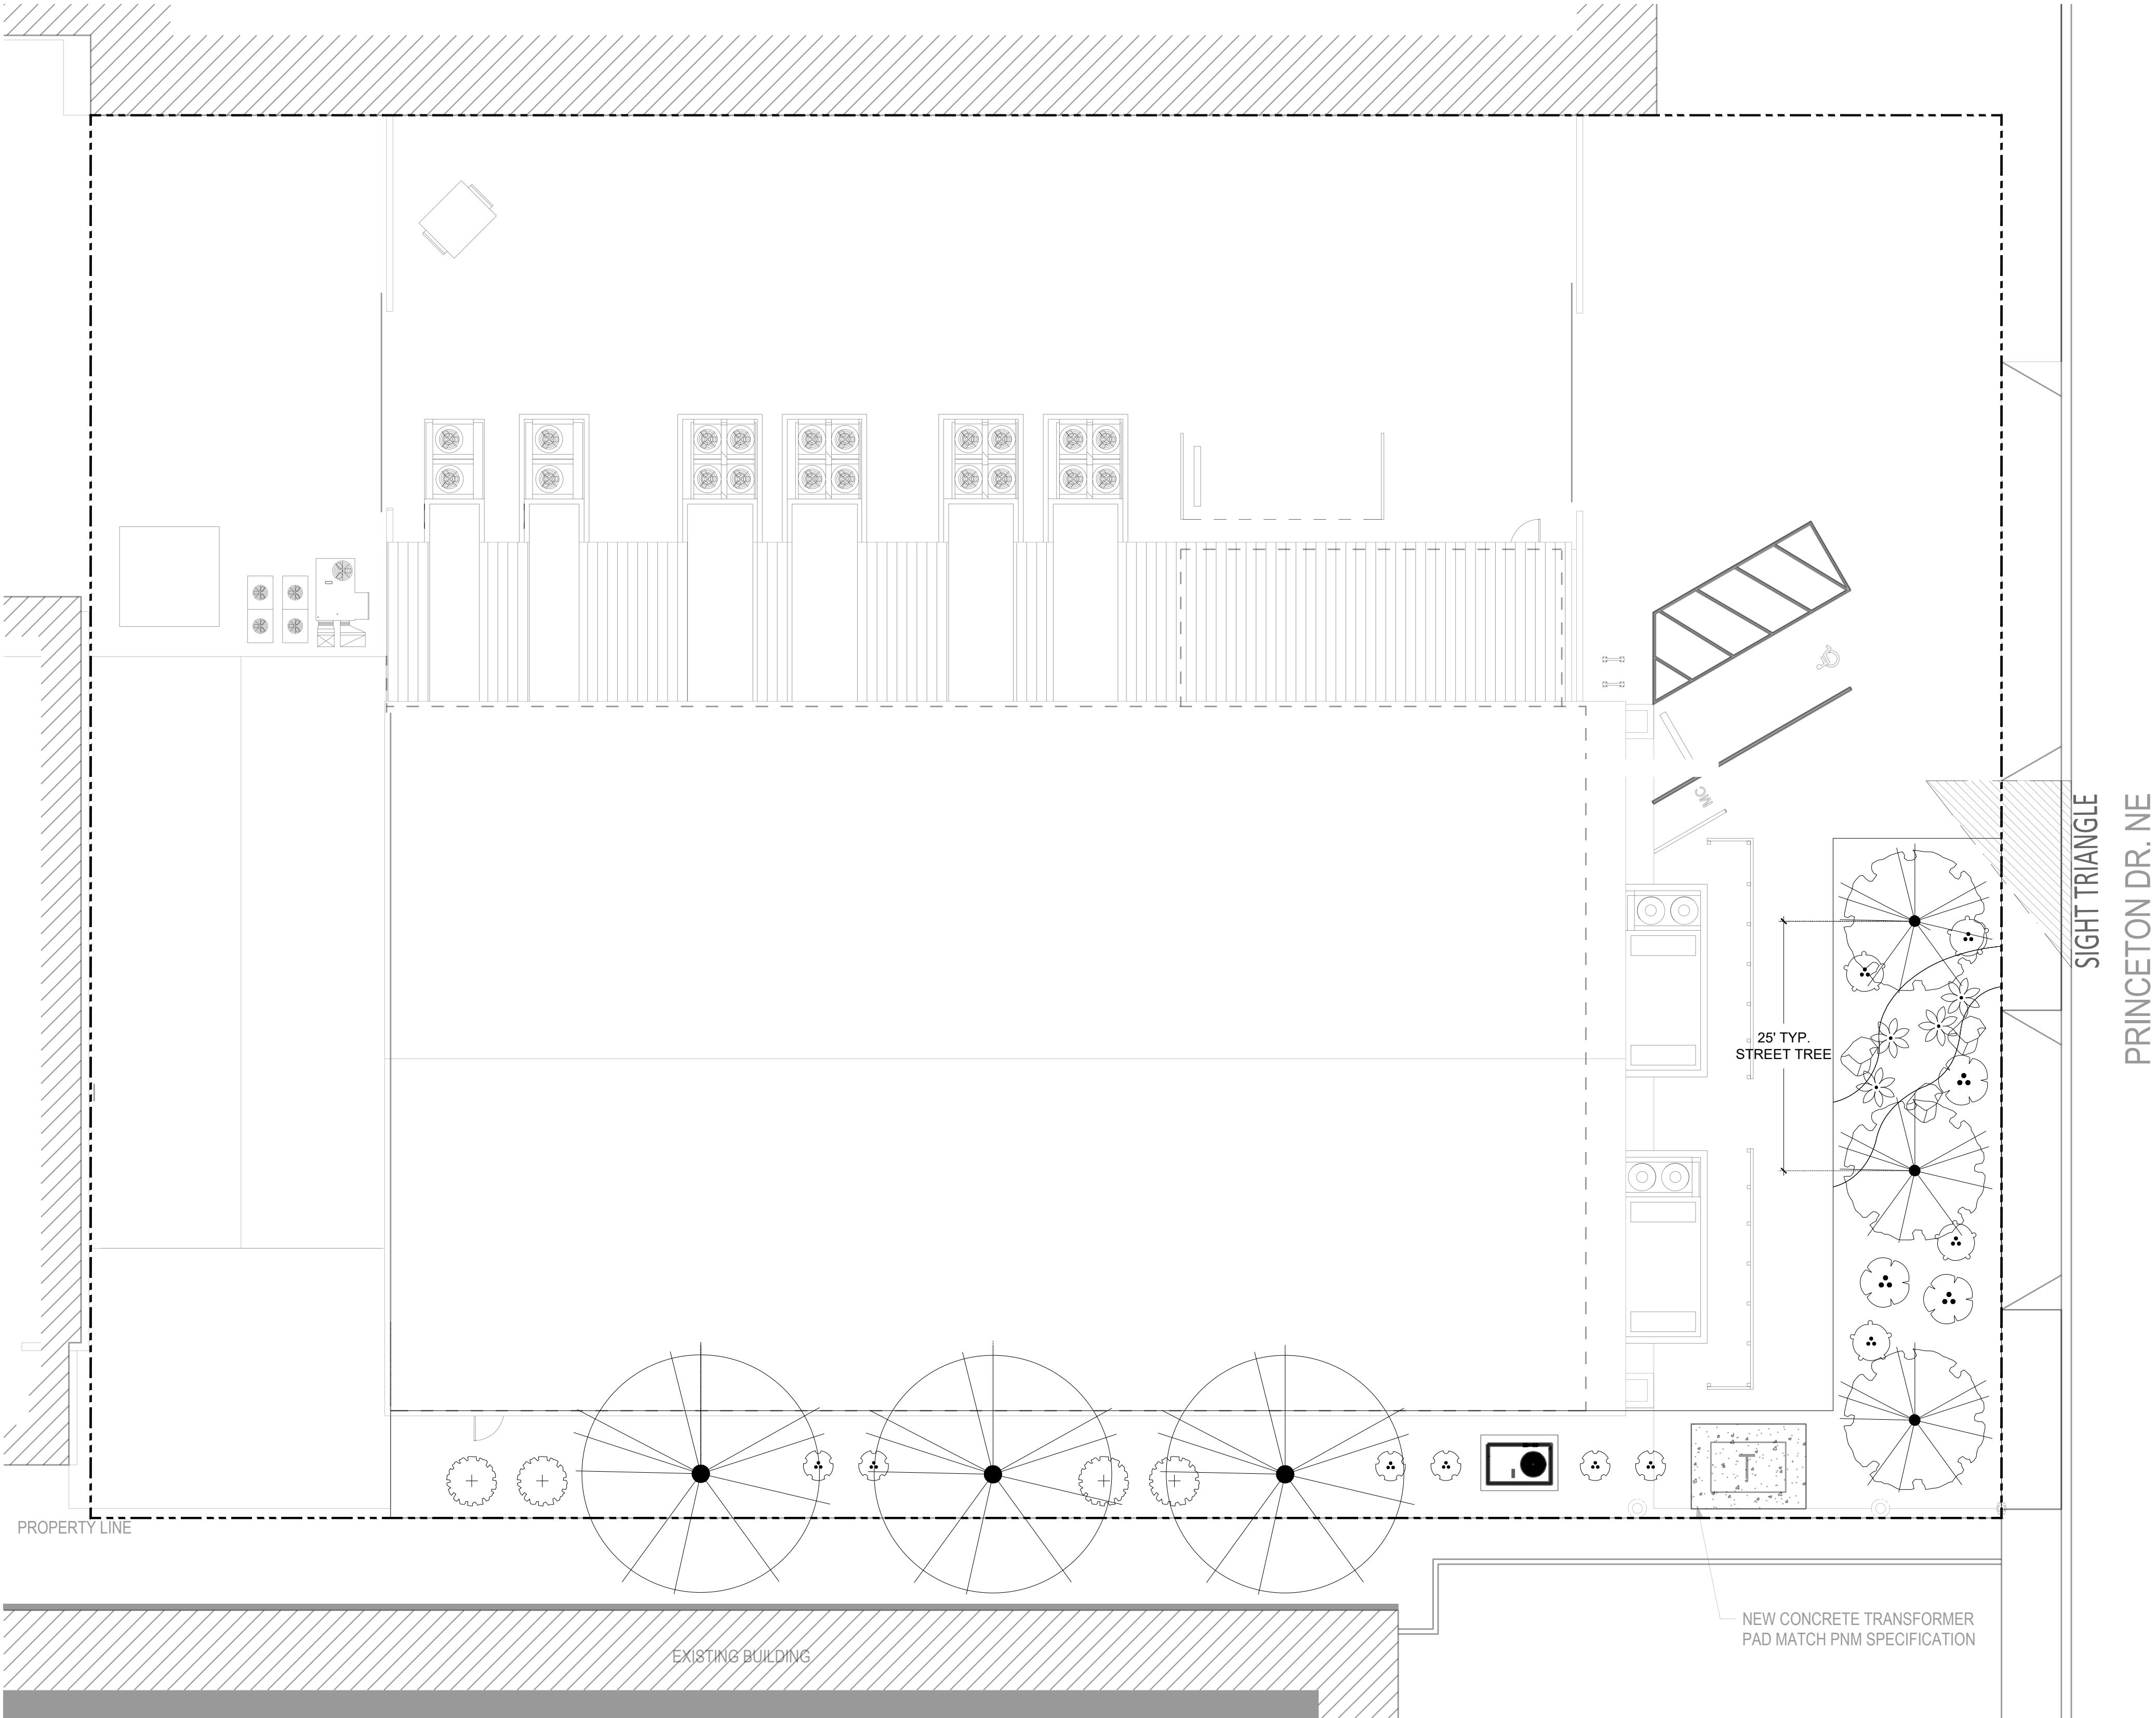 MC
SIGHT TRIANGLE
PRINCETON DR. NE
25' TYP.
STREET TREE
T
PROPERTY LINE
NEW CONCRETE TRANSFORMER
PAD MATCH PNM SPECIFICATION
EXISTING BUILDING